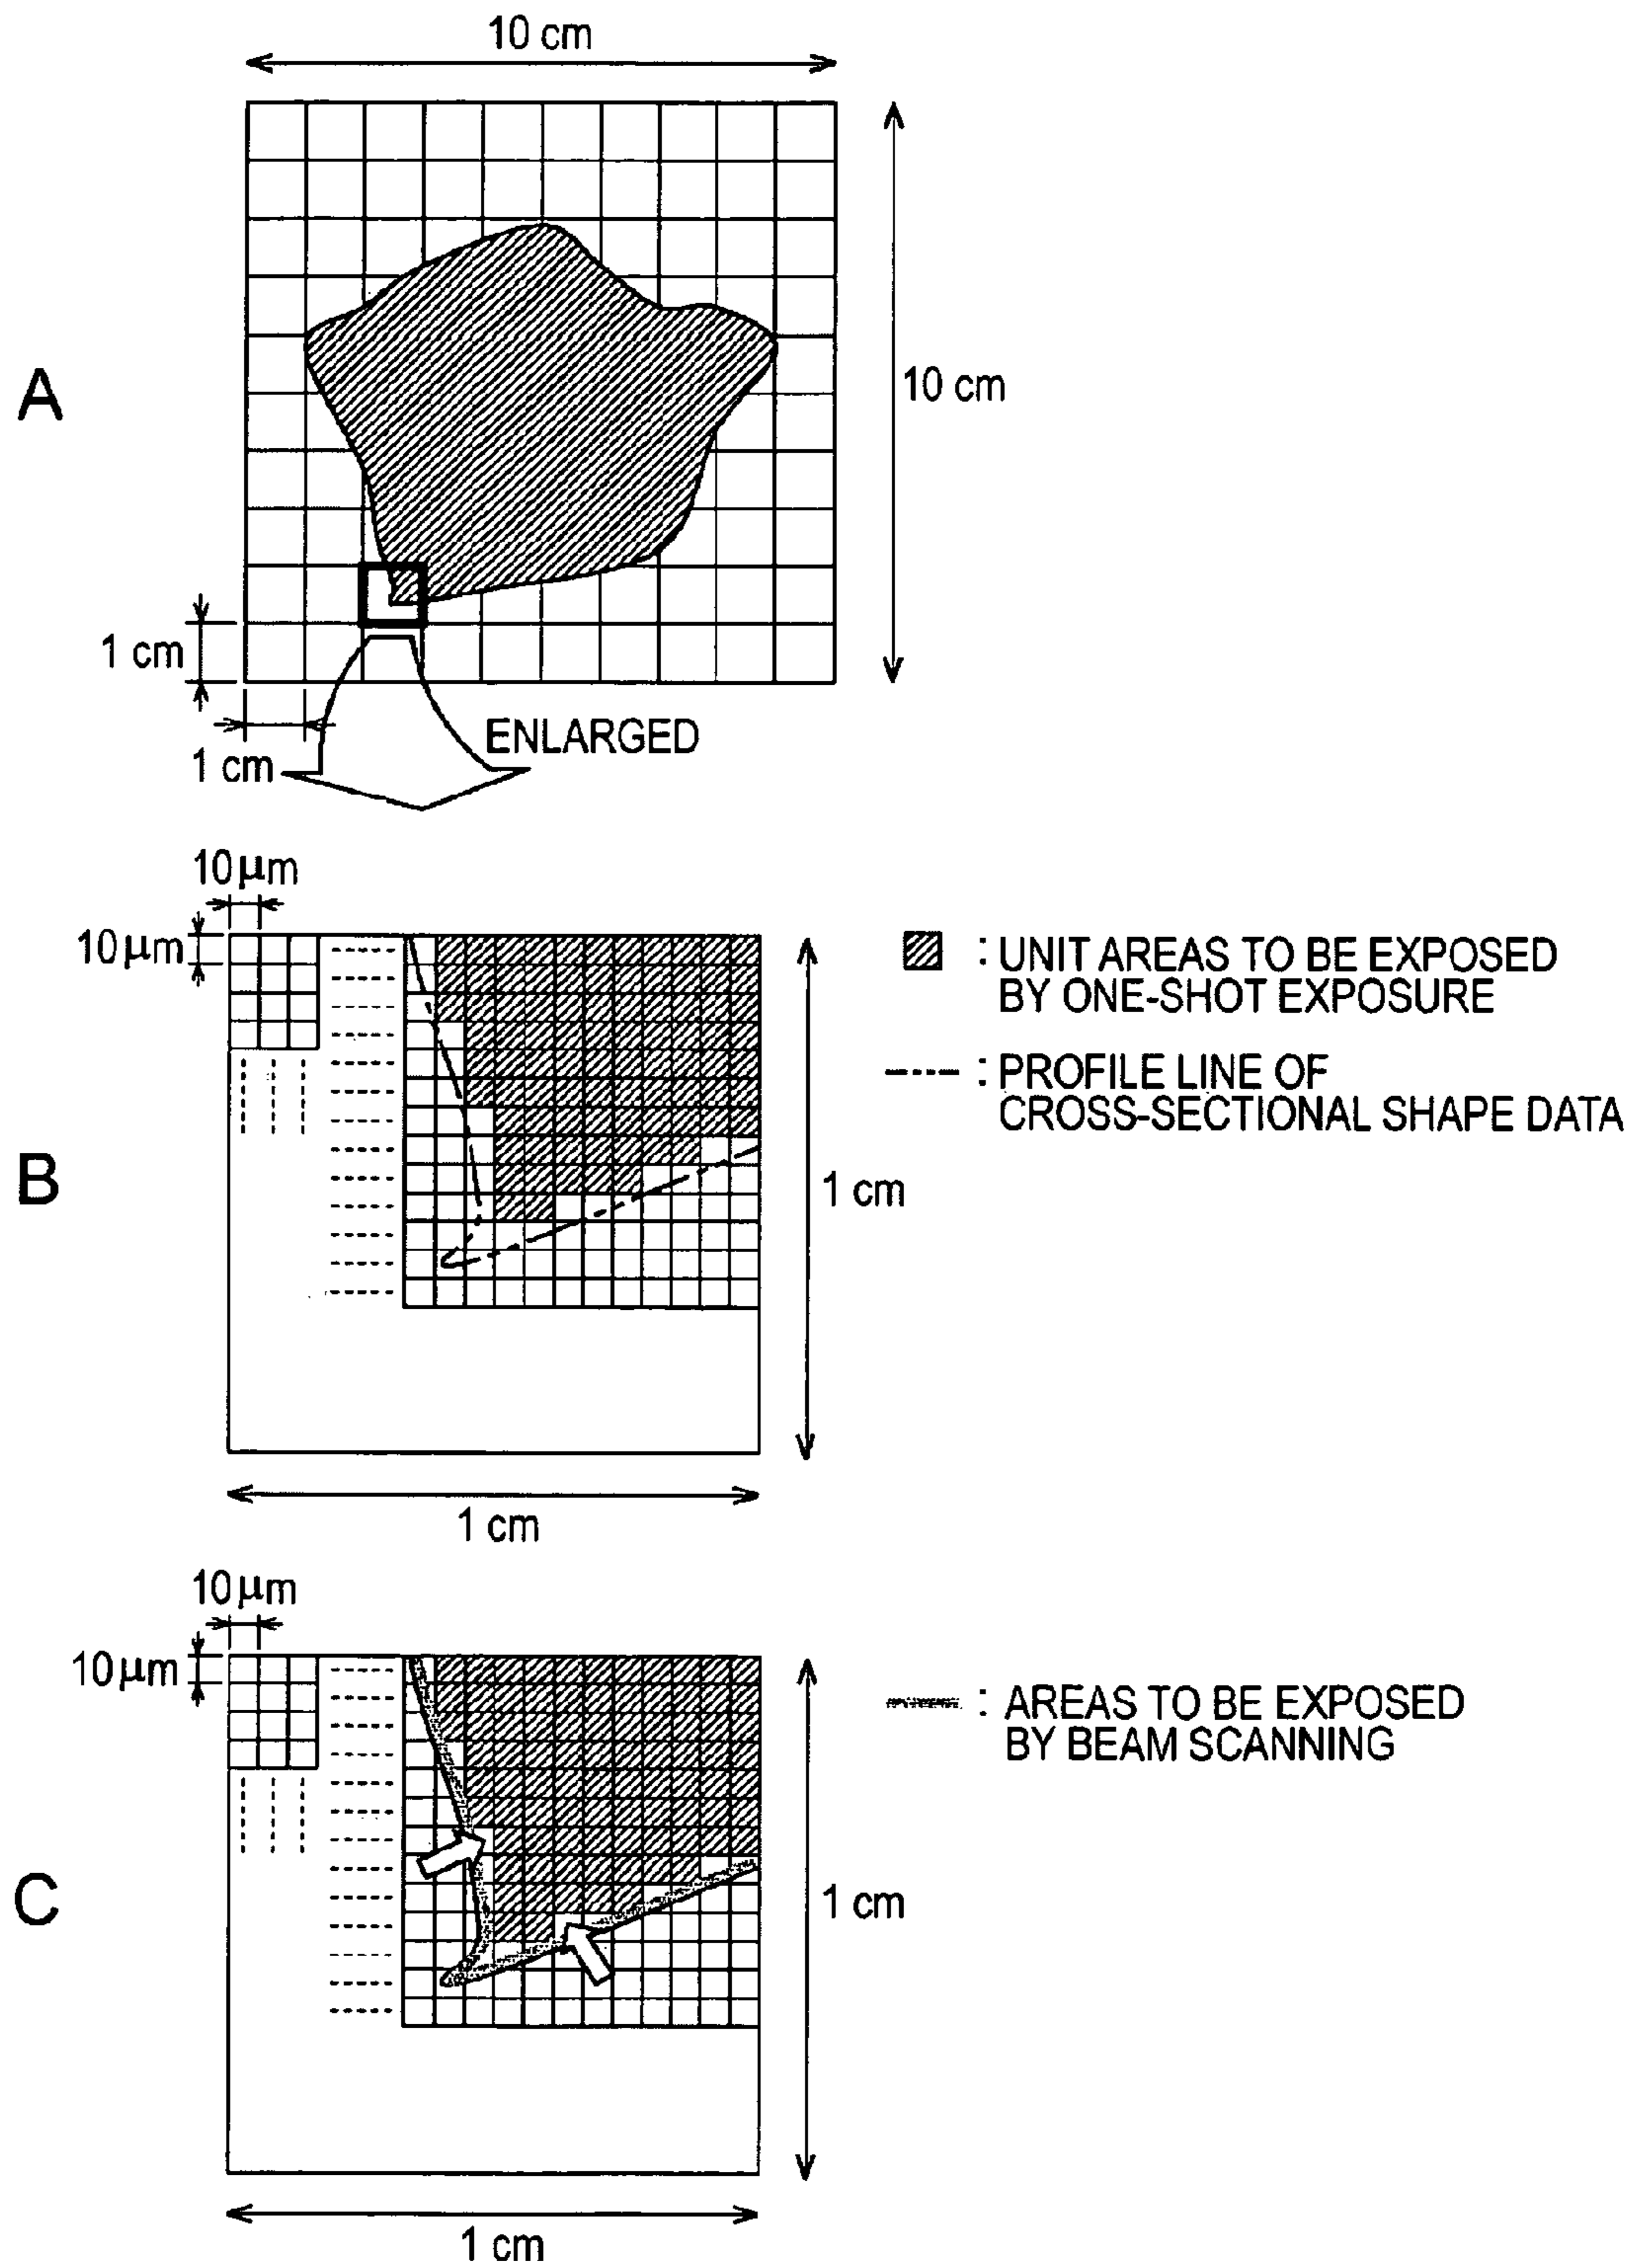 10 cm
A
10 cm
1 cm
1 cm
ENLARGED
10 μm
10 μm
: UNIT AREAS TO BE EXPOSED
BY ONE-SHOT EXPOSURE
: PROFILE LINE OF
CROSS-SECTIONAL SHAPE DATA
B
1 cm
1 cm
10 μm
10 μm
: AREAS TO BE EXPOSED
BY BEAM SCANNING
C
1 cm
1 cm